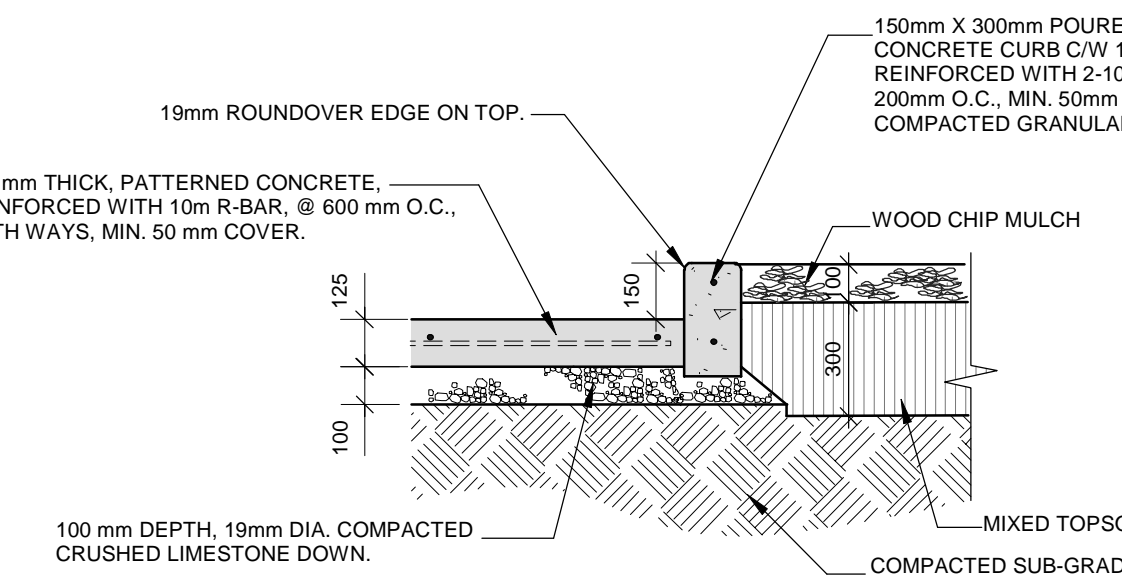 150mm X 300mm POURE
CONCRETE CURB C/W 1
REINFORCED WITH 2-10
200mm O.C., MIN. 50mm
COMPACTED GRANULA
19mm ROUNDOVER EDGE ON TOP.
mm THICK, PATTERNED CONCRETE,
NFORCED WITH 10m R-BAR, @ 600 mm O.C.,
TH WAYS, MIN. 50 mm COVER.
WOOD CHIP MULCH
125
150
100
300
100
100 mm DEPTH, 19mm DIA. COMPACTED
CRUSHED LIMESTONE DOWN.
MIXED TOPSO
COMPACTED SUB-GRAD